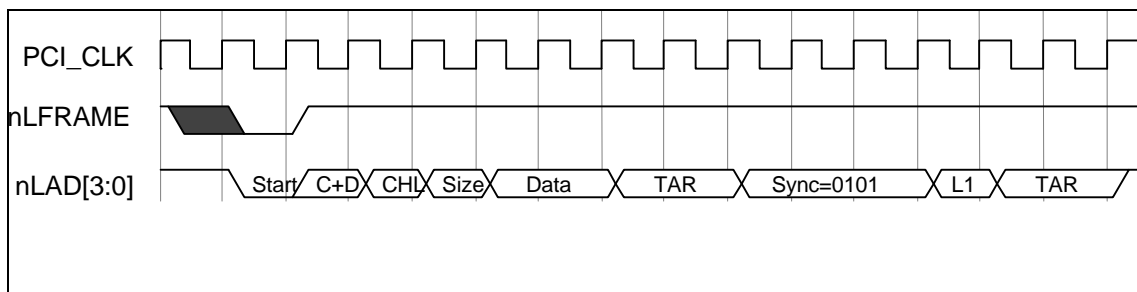 PCI_CLK
nLFRAME
nLAD[3:0] Start C+D CHL Size Data TAR Sync=0101 L1 TAR